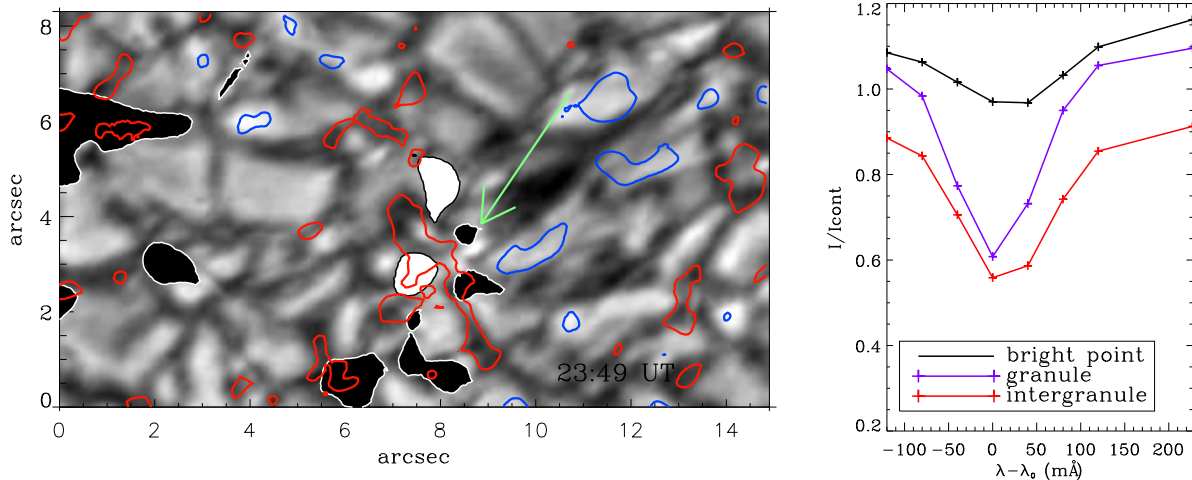 8
6
4
2
0
arcsec
23:49 UT
0 2 4 6 8 10 12 14
arcsec
1.2
1.0
0.8
0.6
0.4
0.2
I/Icont
bright point
granule
intergranule
-100 -50 0 50 100 150 200
λ-λ₀ (mÅ)